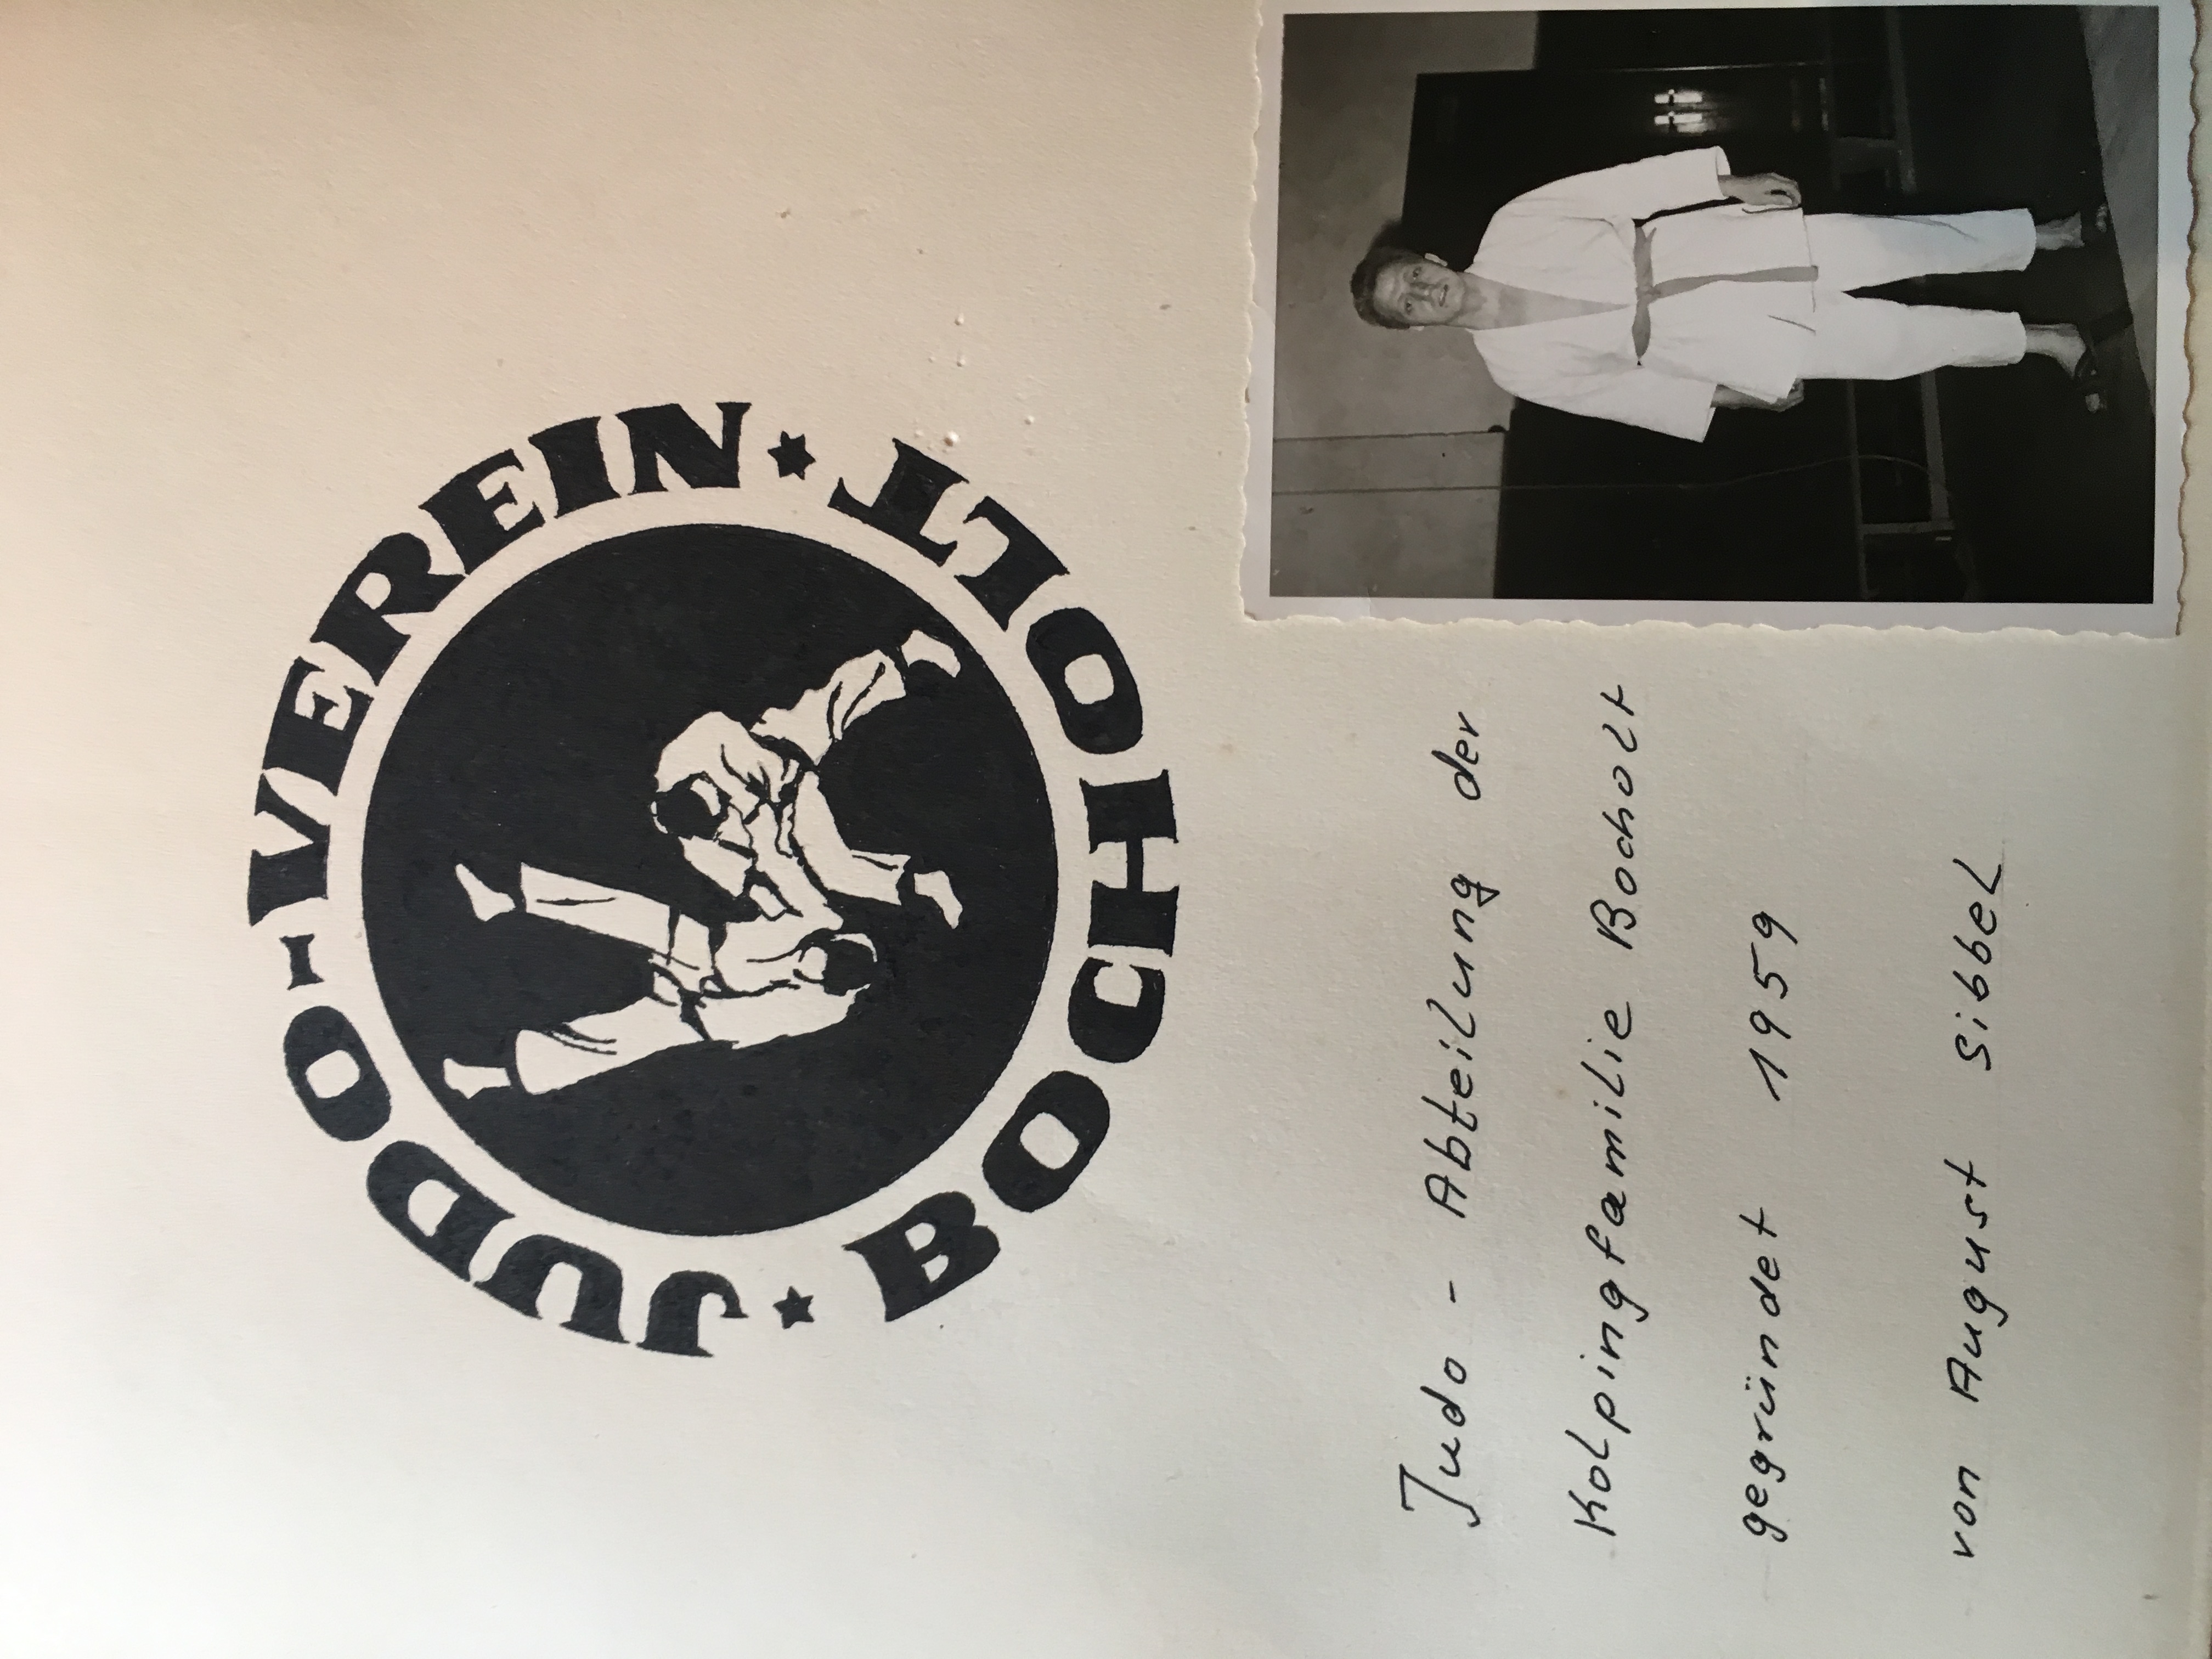 JUDO-VEREIN
BOCHOLT
Judo - Abteilung der
Kolpingfamilie Bocholt
gegründet 1959
von August Sibbel